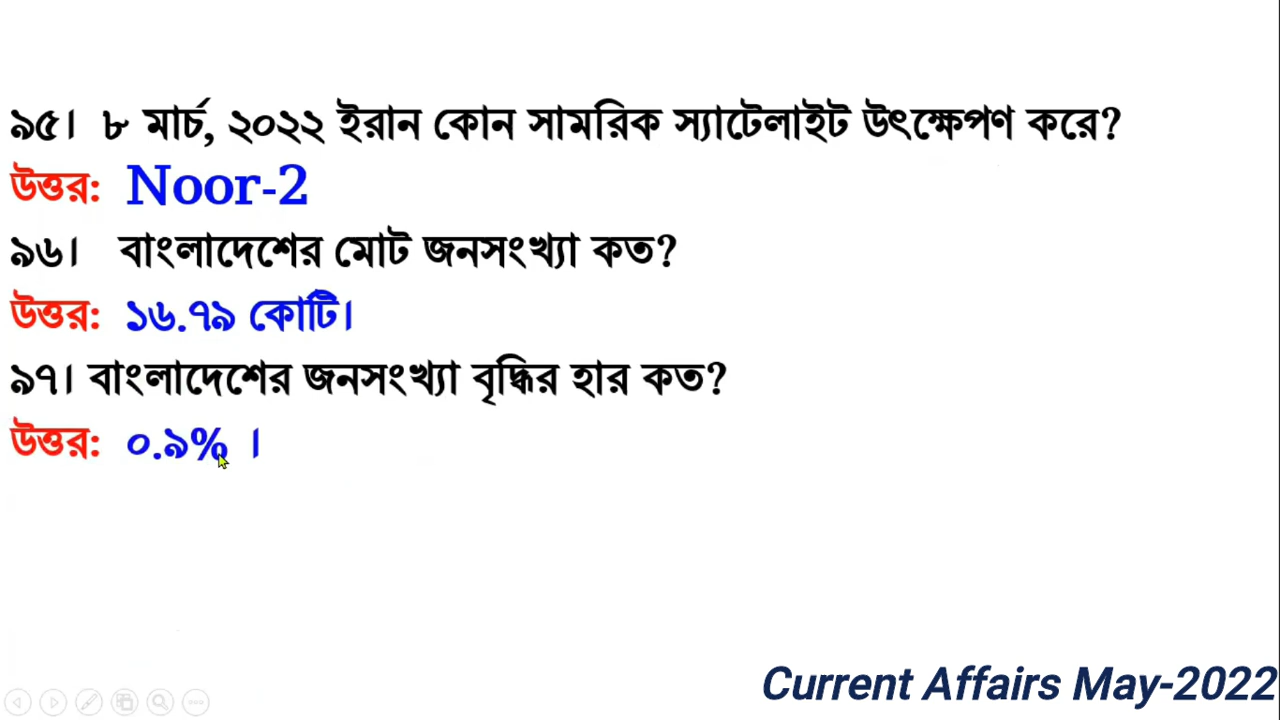 ৯৫। ৮ মার্চ, ২০২২ ইরান কোন সামরিক স্যাটেলাইট উৎক্ষেপণ করে?
উত্তর: Noor-2
৯৬। বাংলাদেশের মোট জনসংখ্যা কত?
উত্তর: ১৬.৭৯ কোটি।
৯৭। বাংলাদেশের জনসংখ্যা বৃদ্ধির হার কত?
উত্তর: ০.৯% ।
Current Affairs May-2022